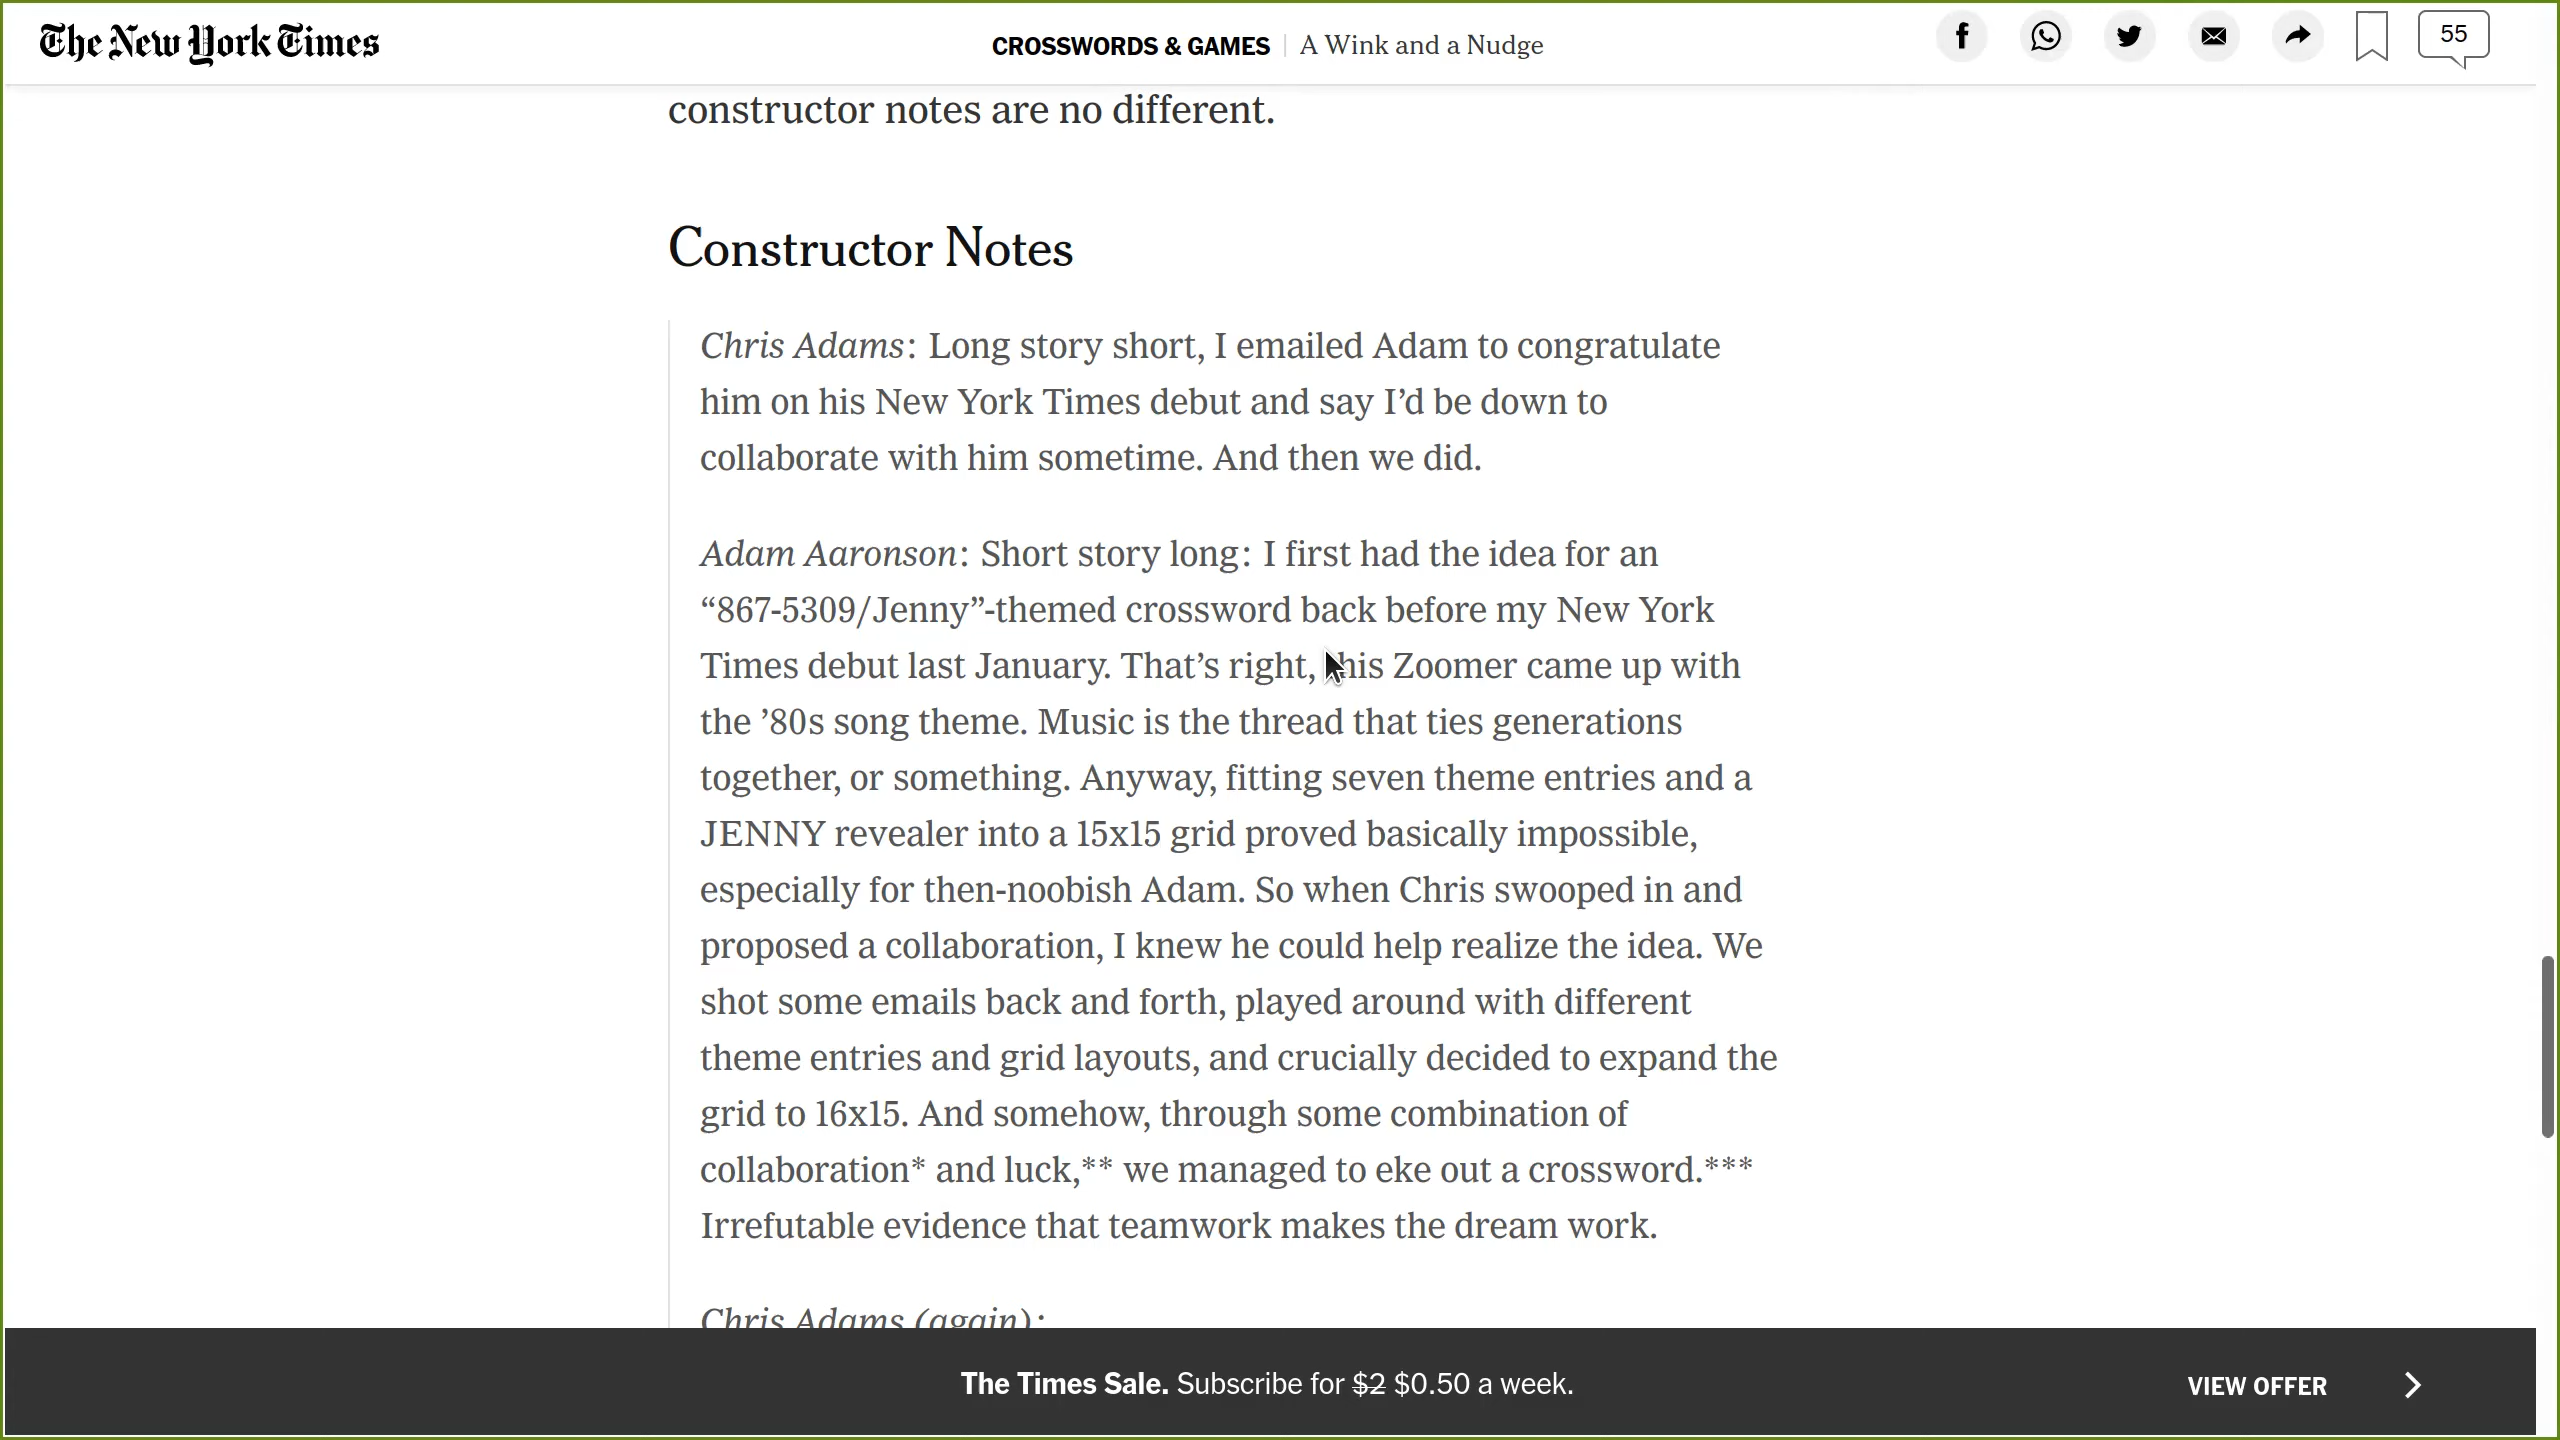 The New York Times
CROSSWORDS & GAMES | A Wink and a Nudge
55
constructor notes are no different.
Constructor Notes
Chris Adams: Long story short, I emailed Adam to congratulate
him on his New York Times debut and say I’d be down to
collaborate with him sometime. And then we did.
Adam Aaronson: Short story long: I first had the idea for an
“867-5309/Jenny”-themed crossword back before my New York
Times debut last January. That’s right, this Zoomer came up with
the ’80s song theme. Music is the thread that ties generations
together, or something. Anyway, fitting seven theme entries and a
JENNY revealer into a 15x15 grid proved basically impossible,
especially for then-noobish Adam. So when Chris swooped in and
proposed a collaboration, I knew he could help realize the idea. We
shot some emails back and forth, played around with different
theme entries and grid layouts, and crucially decided to expand the
grid to 16x15. And somehow, through some combination of
collaboration* and luck,** we managed to eke out a crossword.***
Irrefutable evidence that teamwork makes the dream work.
Chris Adams (again):
The Times Sale. Subscribe for $2 $0.50 a week.
VIEW OFFER